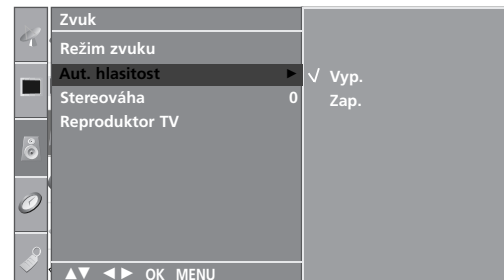 Zvuk
Režim zvuku
Aut. hlasitost ►
Stereováha 0
Reproduktor TV
√ Vyp.
Zap.
▲▼ ◄► OK MENU